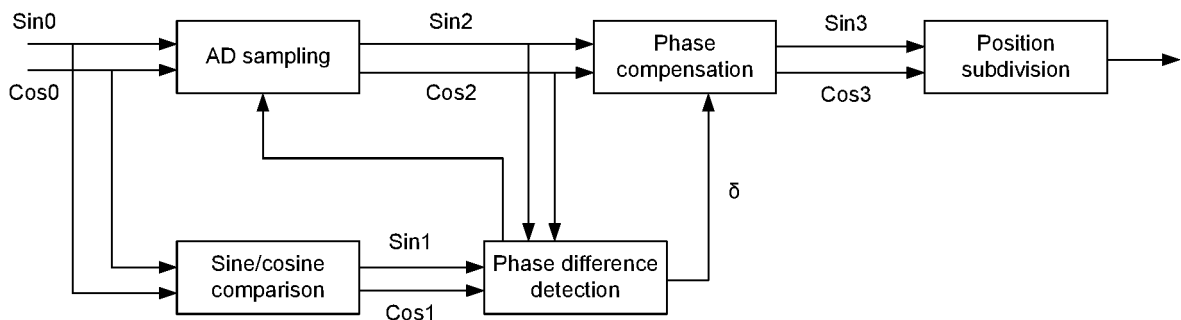 Sin0
Cos0
AD sampling
Sin2
Cos2
Phase
compensation
Sin3
Cos3
Position
subdivision
δ
Sine/cosine
comparison
Sin1
Cos1
Phase difference
detection